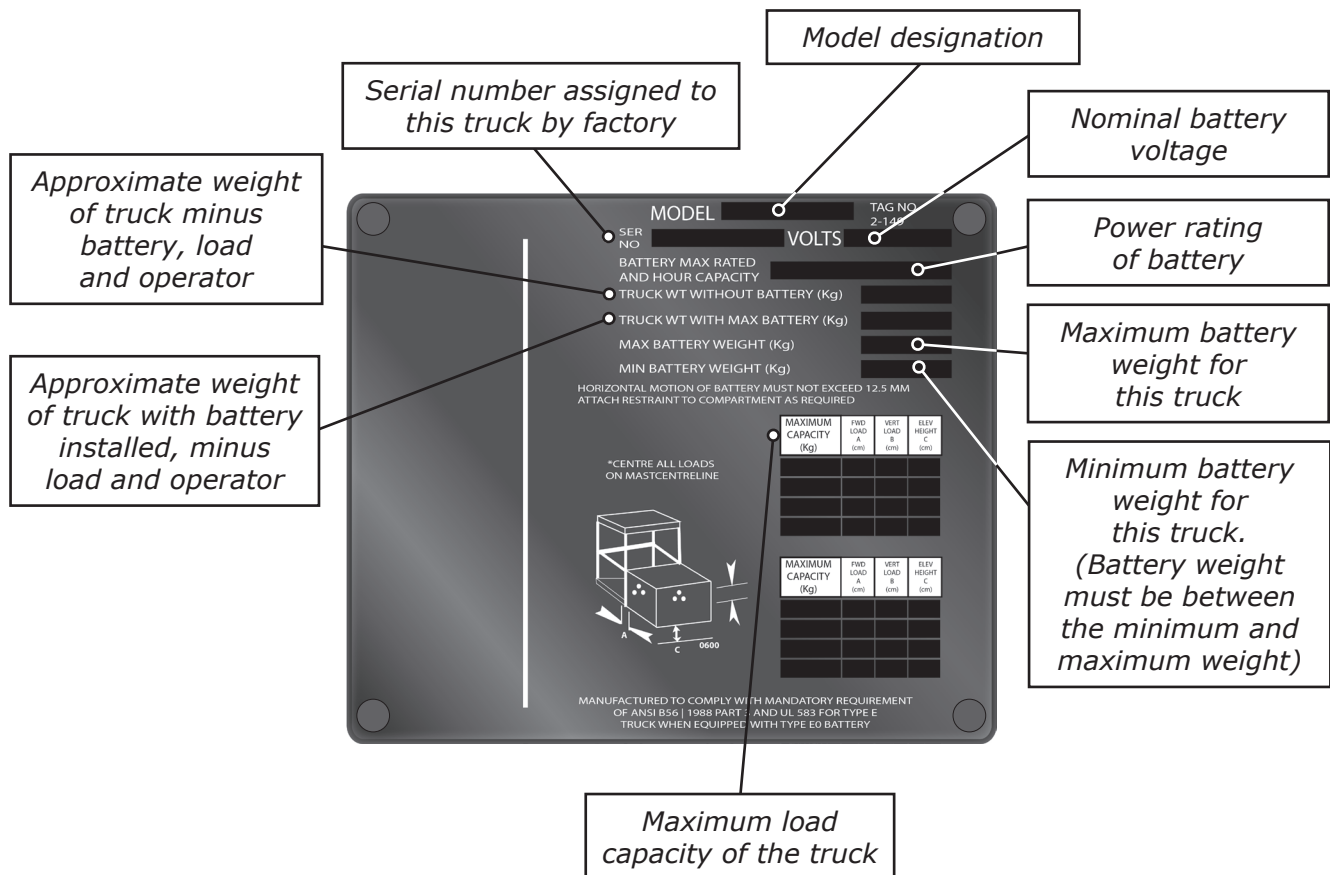 Model designation
Serial number assigned to
this truck by factory
Nominal battery
voltage
Approximate weight
of truck minus
battery, load
and operator
Power rating
of battery
Maximum battery
weight for
this truck
Approximate weight
of truck with battery
installed, minus
load and operator
Minimum battery
weight for
this truck.
(Battery weight
must be between
the minimum and
maximum weight)
Maximum load
capacity of the truck
MODEL
TAG NO
2-149
SER
NO
VOLTS
BATTERY MAX RATED
AND HOUR CAPACITY
TRUCK WT WITHOUT BATTERY (Kg)
TRUCK WT WITH MAX BATTERY (Kg)
MAX BATTERY WEIGHT (Kg)
MIN BATTERY WEIGHT (Kg)
HORIZONTAL MOTION OF BATTERY MUST NOT EXCEED 12.5 MM
ATTACH RESTRAINT TO COMPARTMENT AS REQUIRED
MAXIMUM
CAPACITY
(Kg)
FWD
LOAD
A
(cm)
VERT
LOAD
B
(cm)
ELEV
HEIGHT
C
(cm)
*CENTRE ALL LOADS
ON MASTCENTRELINE
A
C
0600
MAXIMUM
CAPACITY
(Kg)
FWD
LOAD
A
(cm)
VERT
LOAD
B
(cm)
ELEV
HEIGHT
C
(cm)
MANUFACTURED TO COMPLY WITH MANDATORY REQUIREMENT
OF ANSI B56 | 1988 PART 3 AND UL 583 FOR TYPE E
TRUCK WHEN EQUIPPED WITH TYPE E0 BATTERY